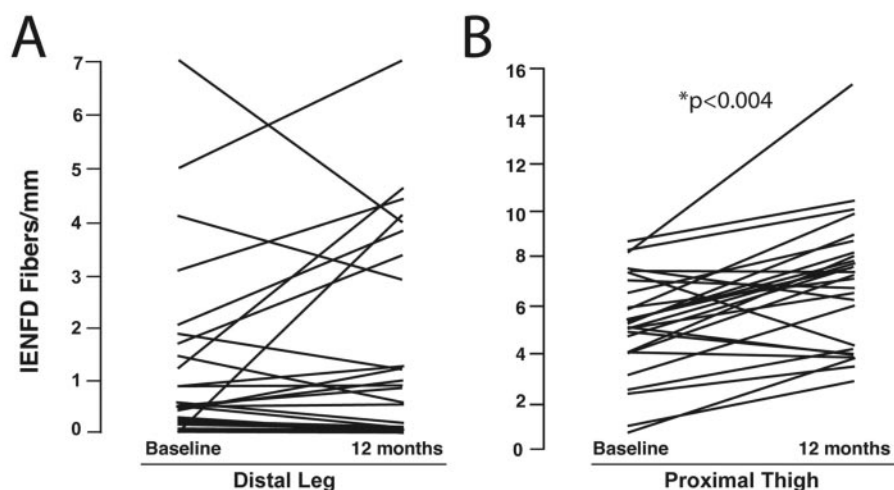 A
IENFD Fibers/mm
7
6
5
4
3
2
1
0
Baseline
12 months
Distal Leg
B
*p<0.004
16
14
12
10
8
6
4
2
0
Baseline
12 months
Proximal Thigh